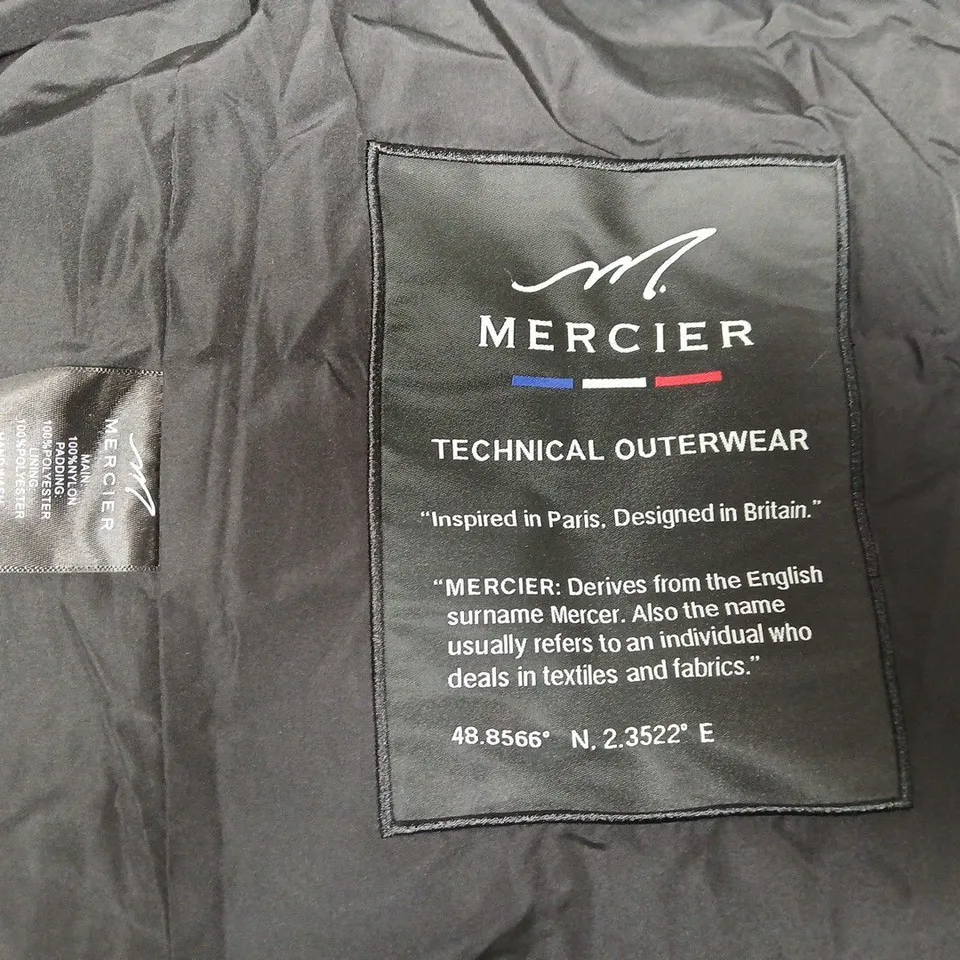 M.
MERCIER
TECHNICAL OUTERWEAR
“Inspired in Paris, Designed in Britain.”
“MERCIER: Derives from the English
surname Mercer. Also the name
usually refers to an individual who
deals in textiles and fabrics.”
48.8566° N, 2.3522° E
MERCIER
MAIN:
100%NYLON
PADDING:
100%POLYESTER
LINING:
100%POLYESTER